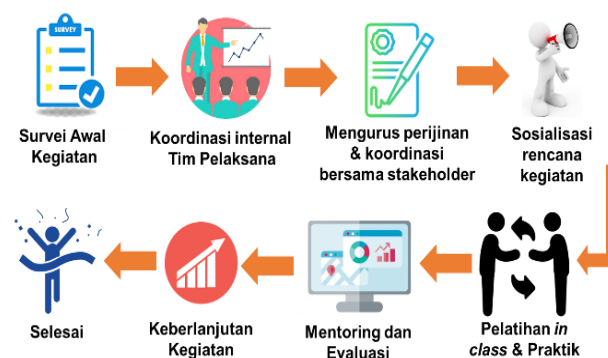 SURVEY
Survei Awal
Kegiatan
Koordinasi internal
Tim Pelaksana
Mengurus perijinan
& koordinasi
bersama stakeholder
Sosialisasi
rencana
kegiatan
Selesai
Keberlanjutan
Kegiatan
Mentoring dan
Evaluasi
Pelatihan in
class & Praktik